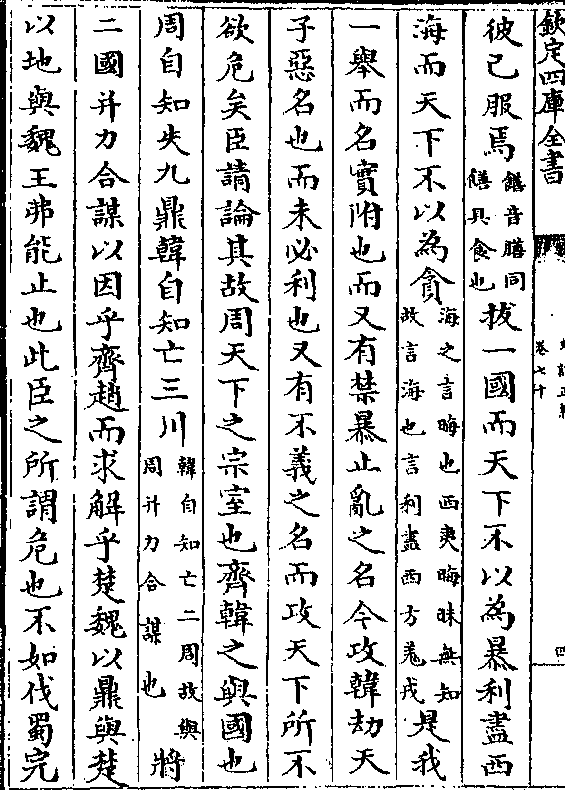 欽定四庫全書
卷七十
四
彼已服焉饍音膳同饍具食也拔一國而天下不以為暴利盡西
海而天下不以為貪海之言晦也西夷晦昧無知故言海也言利盡西方羌戎是我
一舉而名實附也而又有禁暴止亂之名今攻韓劫天
子惡名也而未必利也又有不義之名而攻天下所不
欲危矣臣請論其故周天下之宗室也齊韓之與國也
周自知失九鼎韓自知亡三川韓自知亡二周故與周并力合謀也將
二國并力合謀以因乎齊趙而求解乎楚魏以鼎與楚
以地與魏王弗能止也此臣之所謂危也不如伐蜀完